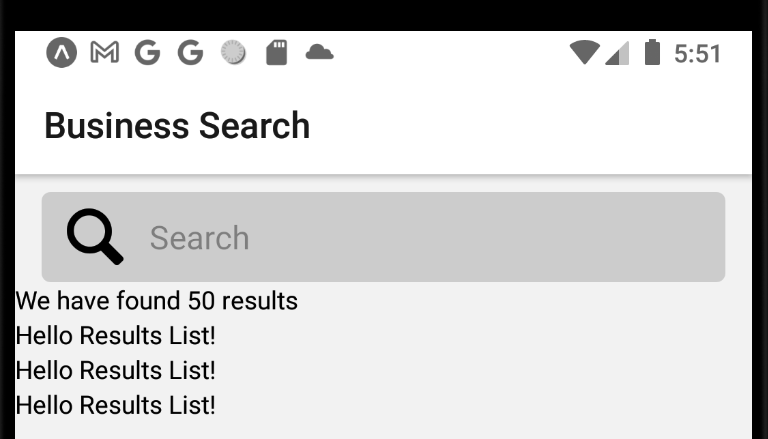 5:51
Business Search
Search
We have found 50 results
Hello Results List!
Hello Results List!
Hello Results List!